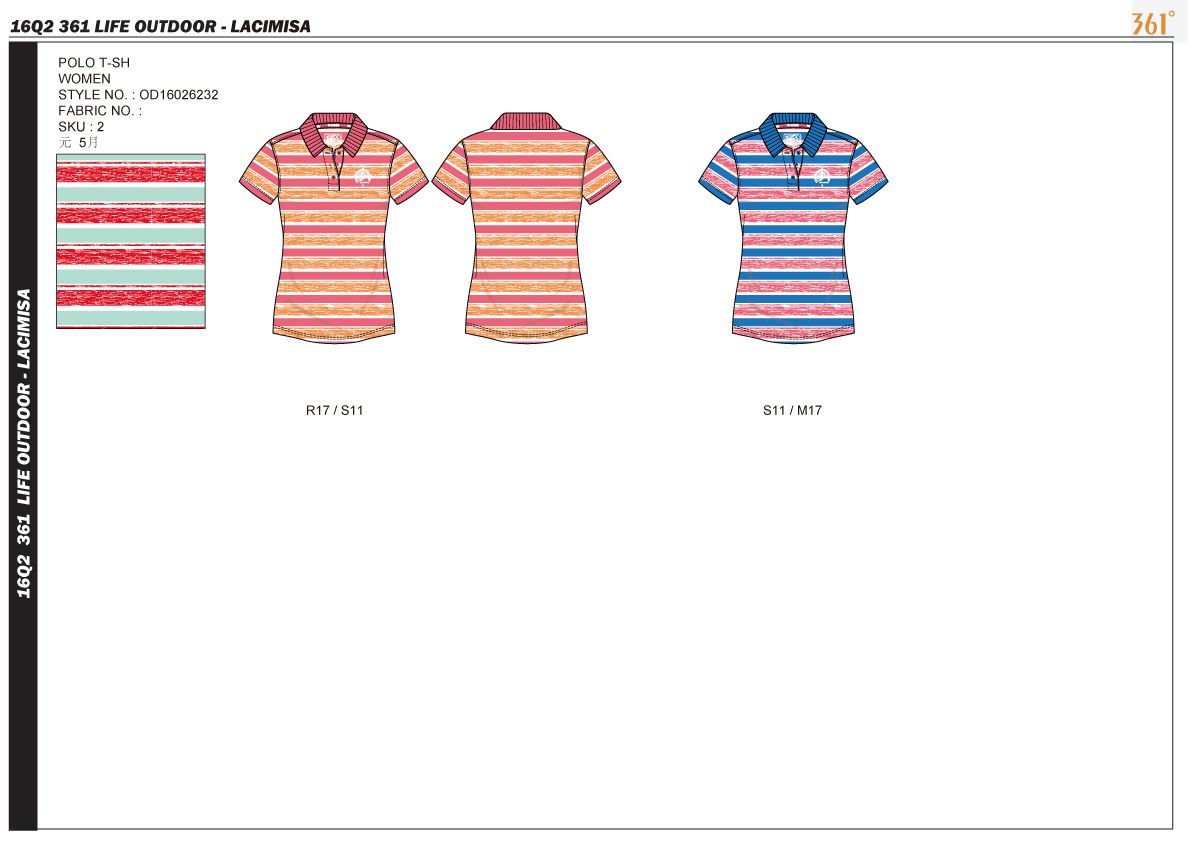 16Q2 361 LIFE OUTDOOR - LACIMISA
361°
POLO T-SH
WOMEN
STYLE NO. : OD16026232
FABRIC NO. :
SKU : 2
元 5月
R17 / S11
S11 / M17
16Q2 361 LIFE OUTDOOR - LACIMISA